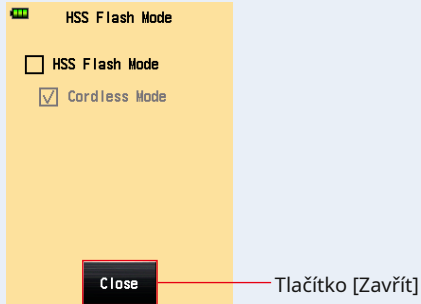 HSS Flash Mode
HSS Flash Mode
Cordless Mode
Close
Tlačítko [Zavřít]